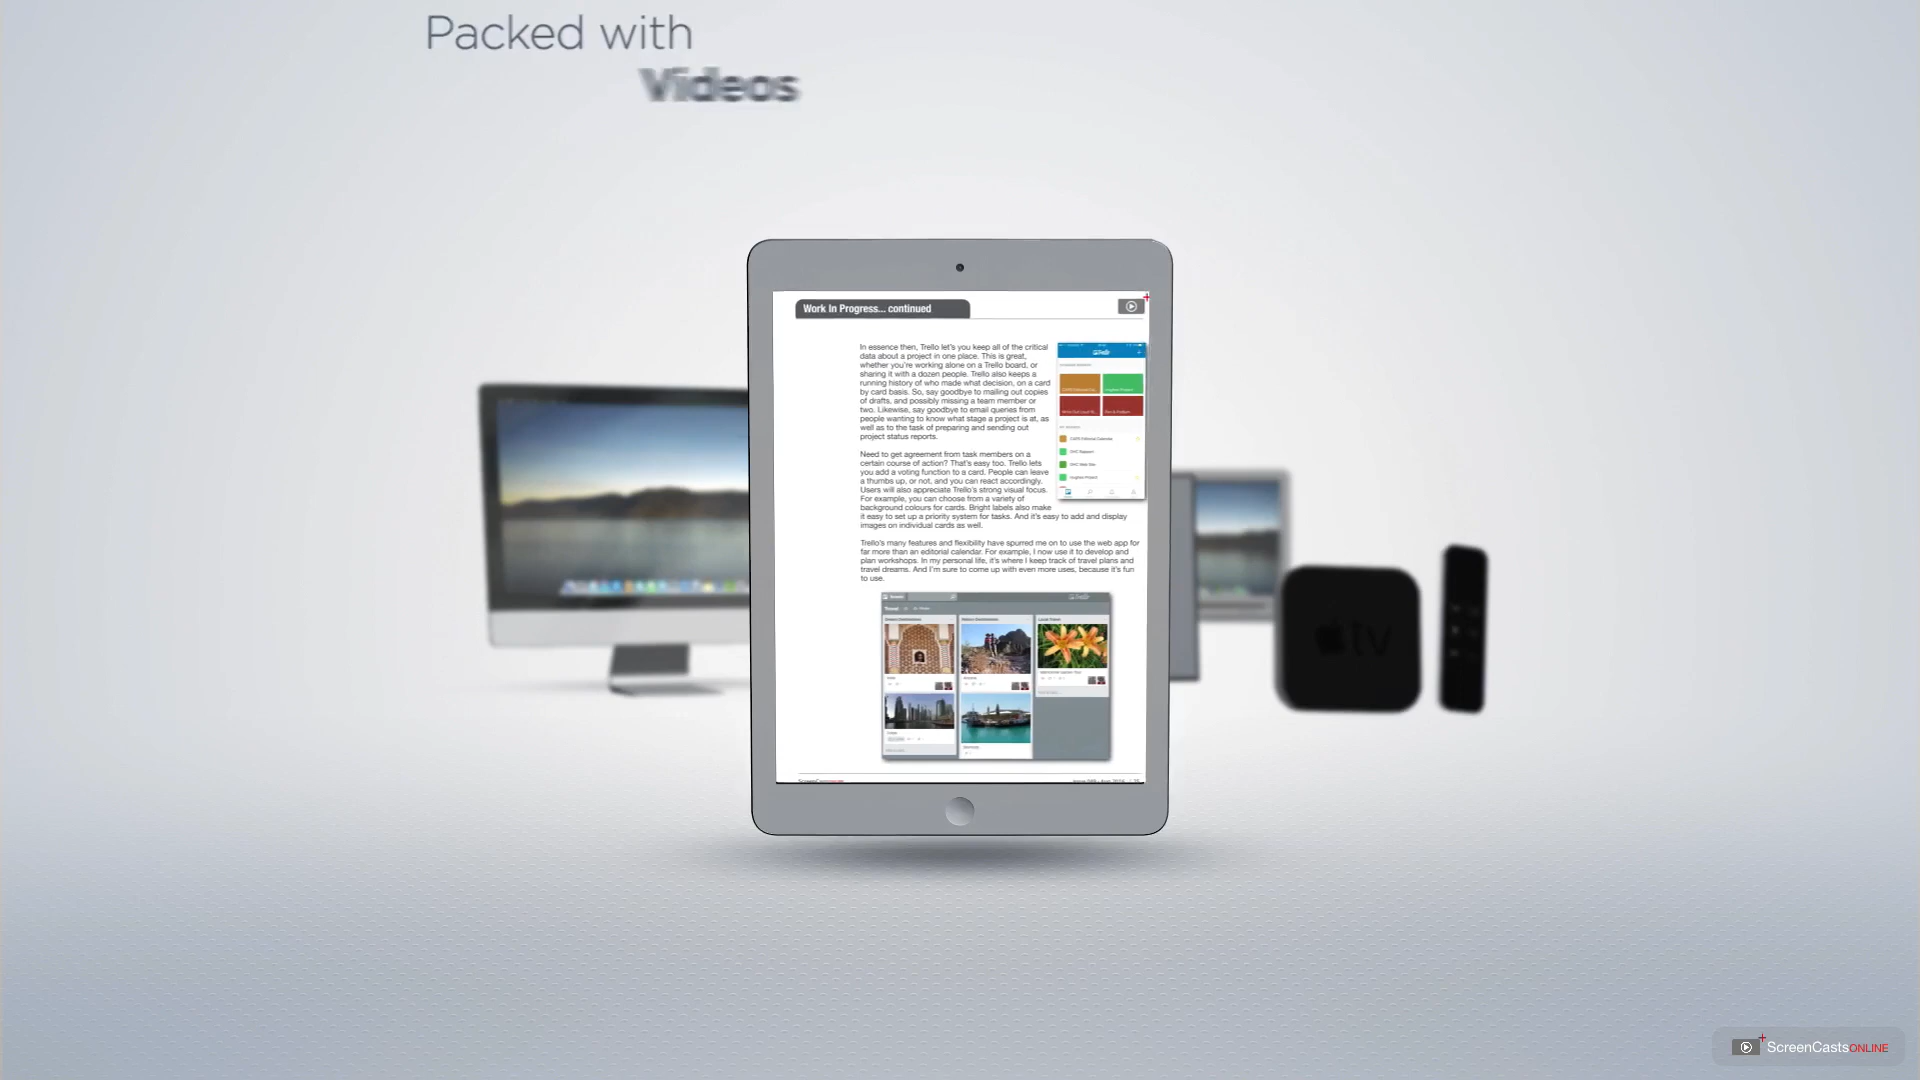 Packed with
Videos
Work In Progress... continued
In essence then, Trello let's you keep all of the critical
data about a project in one place. This is great,
whether you're working alone on a Trello board, or
sharing it with a dozen people. Trello also keeps a
running history of who made what decision, on a card
by card basis. So, say goodbye to mailing out copies
of drafts, and possibly missing a team member or
two. Likewise, say goodbye to email queries from
people wanting to know what stage a project is at, as
well as to the task of preparing and sending out
project status reports.
Need to get agreement from task members on a
certain course of action? That's easy too. Trello lets
you add a voting function to a card. People can leave
a thumbs up, or not, and you can react accordingly.
Users will also appreciate Trello's strong visual focus.
For example, you can choose from a variety of
background colours for cards. Bright labels also make
it easy to set up a priority system for tasks. And it's easy to add and display
images on individual cards as well.
Trello's many features and flexibility have spurred me on to use the web app for
far more than an editorial calendar. For example, I now use it to develop and
plan workshops. In my personal life, it's where I keep track of travel plans and
travel dreams. And I'm sure to come up with even more uses, because it's fun
to use.
Trello
Travel
tv
ScreenCastsONLINE